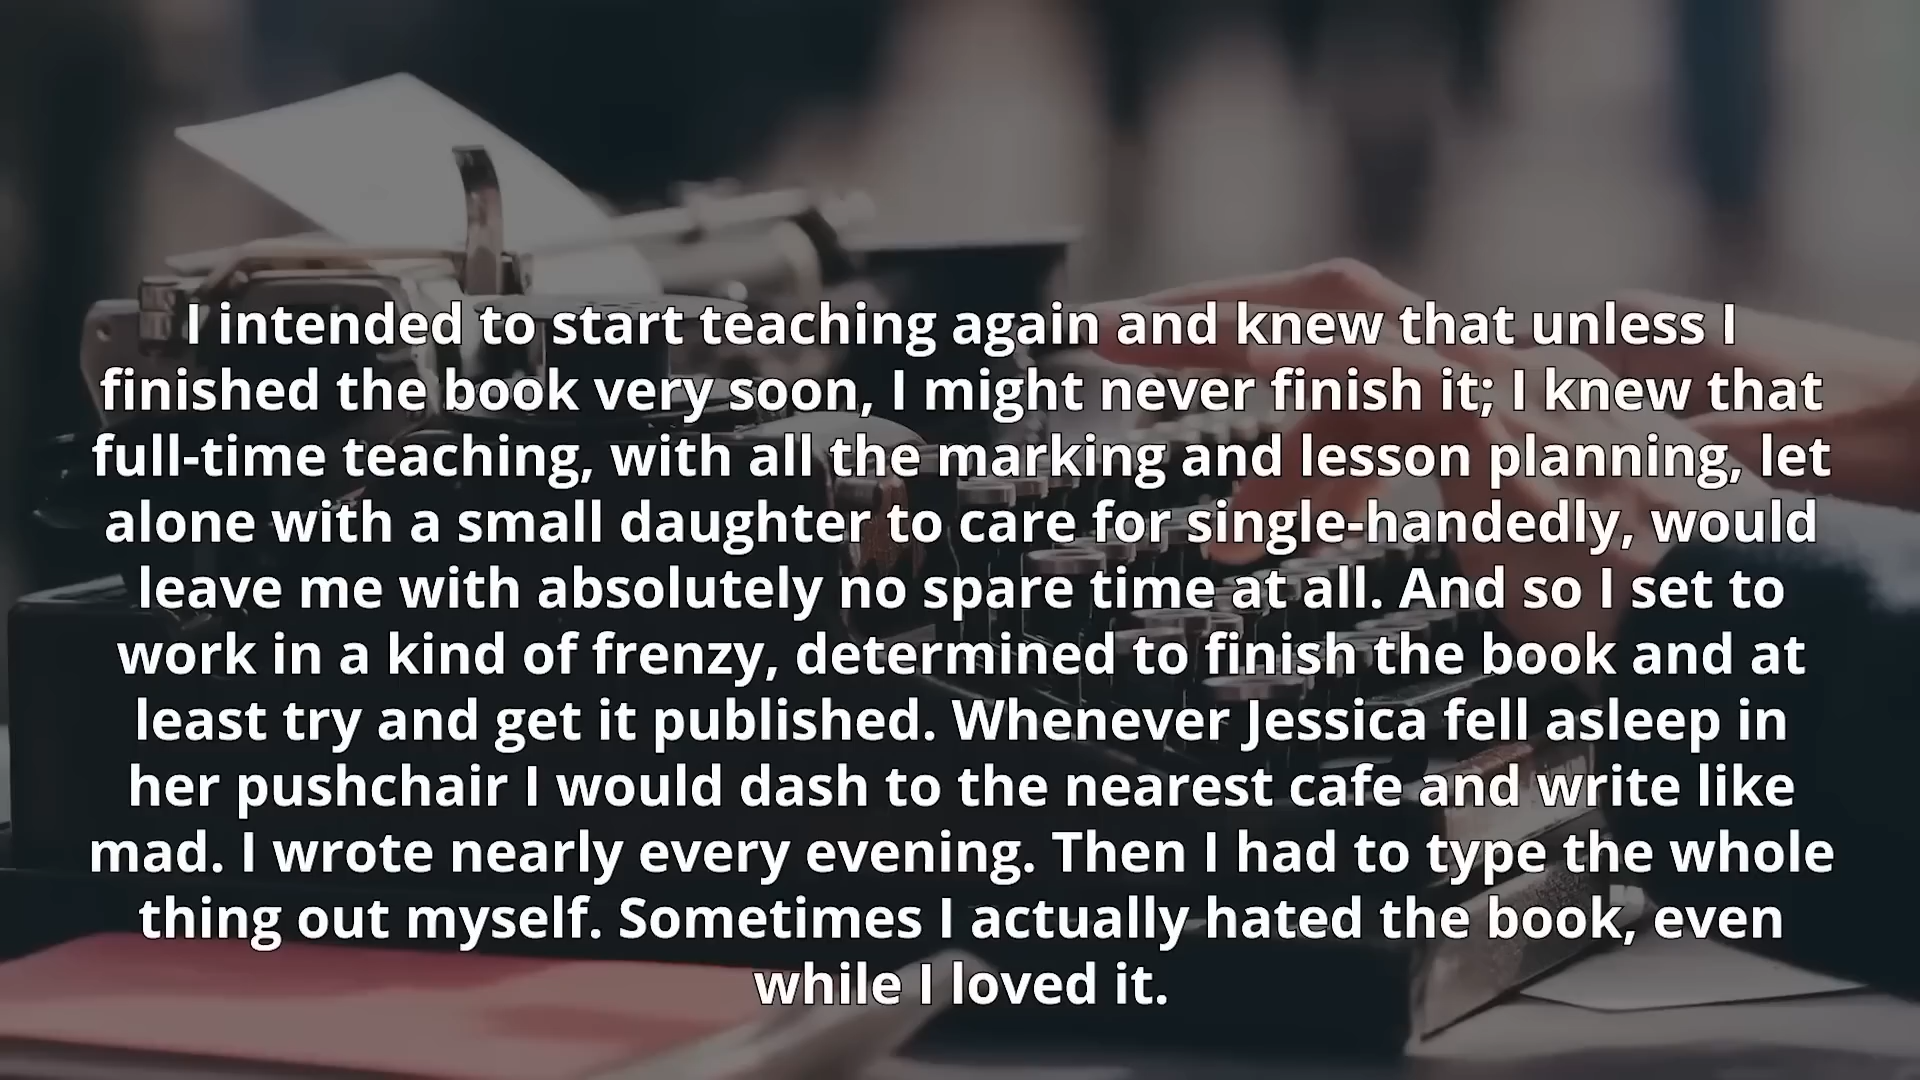 I intended to start teaching again and knew that unless I
finished the book very soon, I might never finish it; I knew that
full-time teaching, with all the marking and lesson planning, let
alone with a small daughter to care for single-handedly, would
leave me with absolutely no spare time at all. And so I set to
work in a kind of frenzy, determined to finish the book and at
least try and get it published. Whenever Jessica fell asleep in
her pushchair I would dash to the nearest cafe and write like
mad. I wrote nearly every evening. Then I had to type the whole
thing out myself. Sometimes I actually hated the book, even
while I loved it.